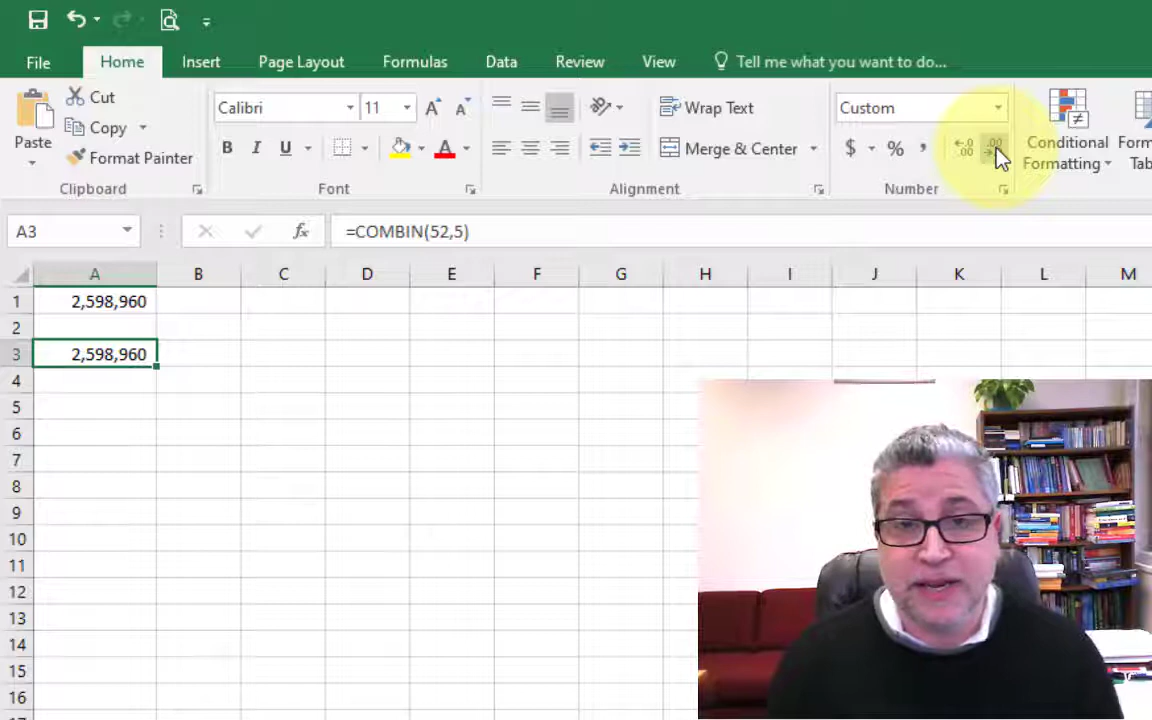 File Home Insert Page Layout Formulas Data Review View Tell me what you want to do...
Cut
Copy
Format Painter
Paste
Clipboard
Calibri 11
B I U
Font
Wrap Text
Merge & Center
Alignment
Custom
$ % ,
Number
Conditional
Formatting
Form
Tab
A3 fx =COMBIN(52,5)
A B C D E F G H I J K L M
1 2,598,960
2
3 2,598,960
4
5
6
7
8
9
10
11
12
13
14
15
16